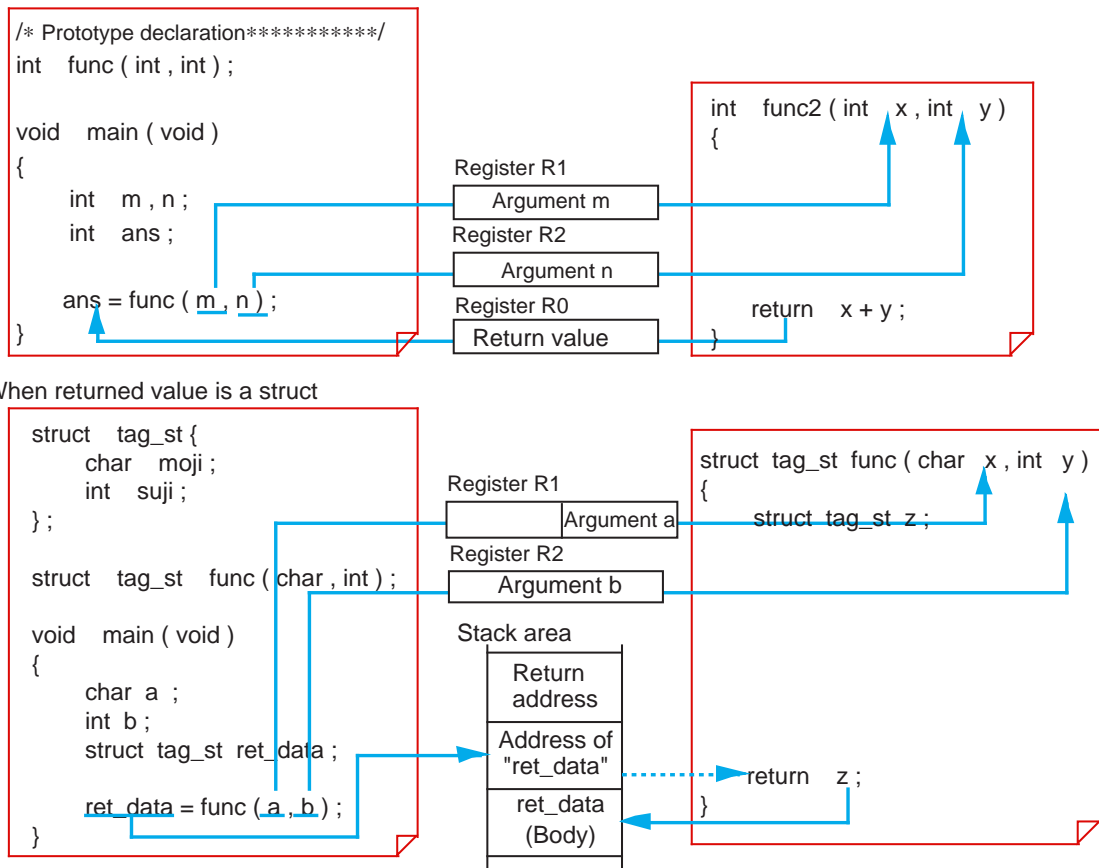 /* Prototype declaration***********/
int func ( int , int ) ;
void main ( void )
{
int m , n ;
int ans ;
ans = func ( m , n ) ;
}
Register R1
Argument m
Register R2
Argument n
Register R0
Return value
int func2 ( int x , int y )
{
return x + y ;
}
When returned value is a struct
struct tag_st {
char moji ;
int suji ;
} ;
struct tag_st func ( char , int ) ;
void main ( void )
{
char a ;
int b ;
struct tag_st ret_data ;
ret_data = func ( a , b ) ;
}
Register R1
Argument a
Register R2
Argument b
Stack area
Return
address
Address of
"ret_data"
ret_data
(Body)
struct tag_st func ( char x , int y )
{
struct tag_st z ;
return z ;
}